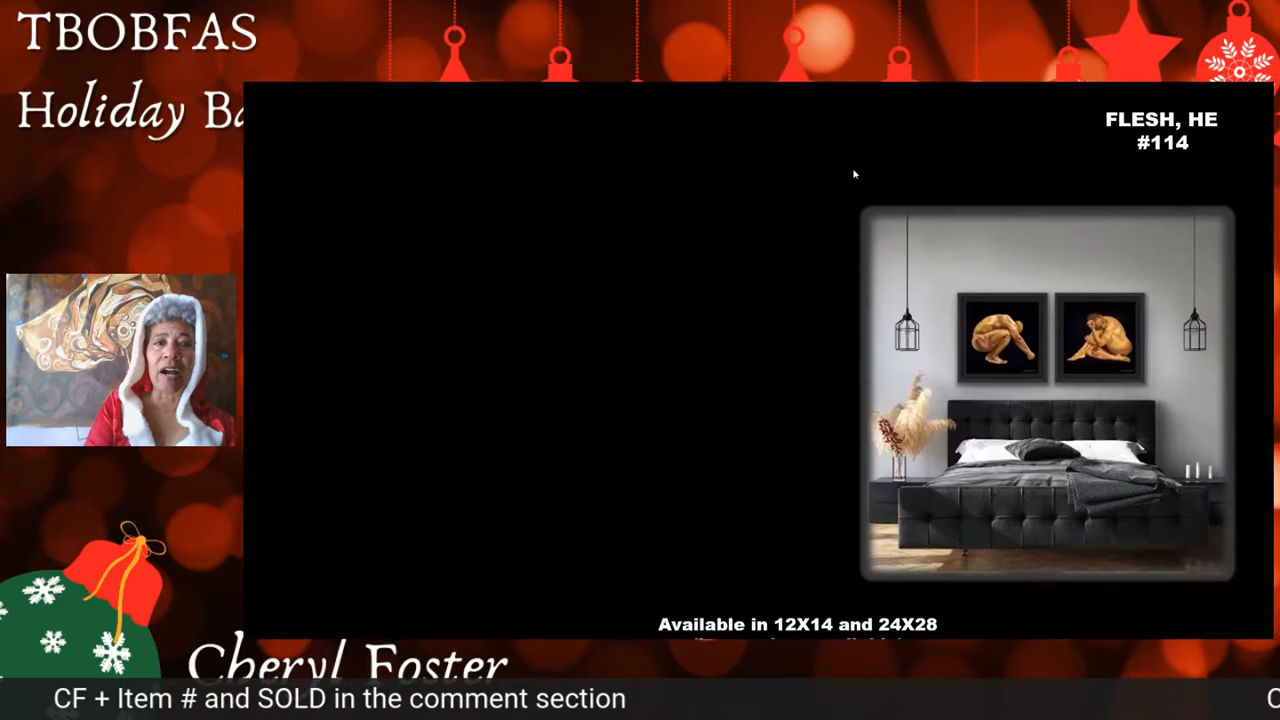 TBOBFAS
Holiday Ba
FLESH, HE
#114
Available in 12X14 and 24X28
Cheryl Foster
CF + Item # and SOLD in the comment section
C